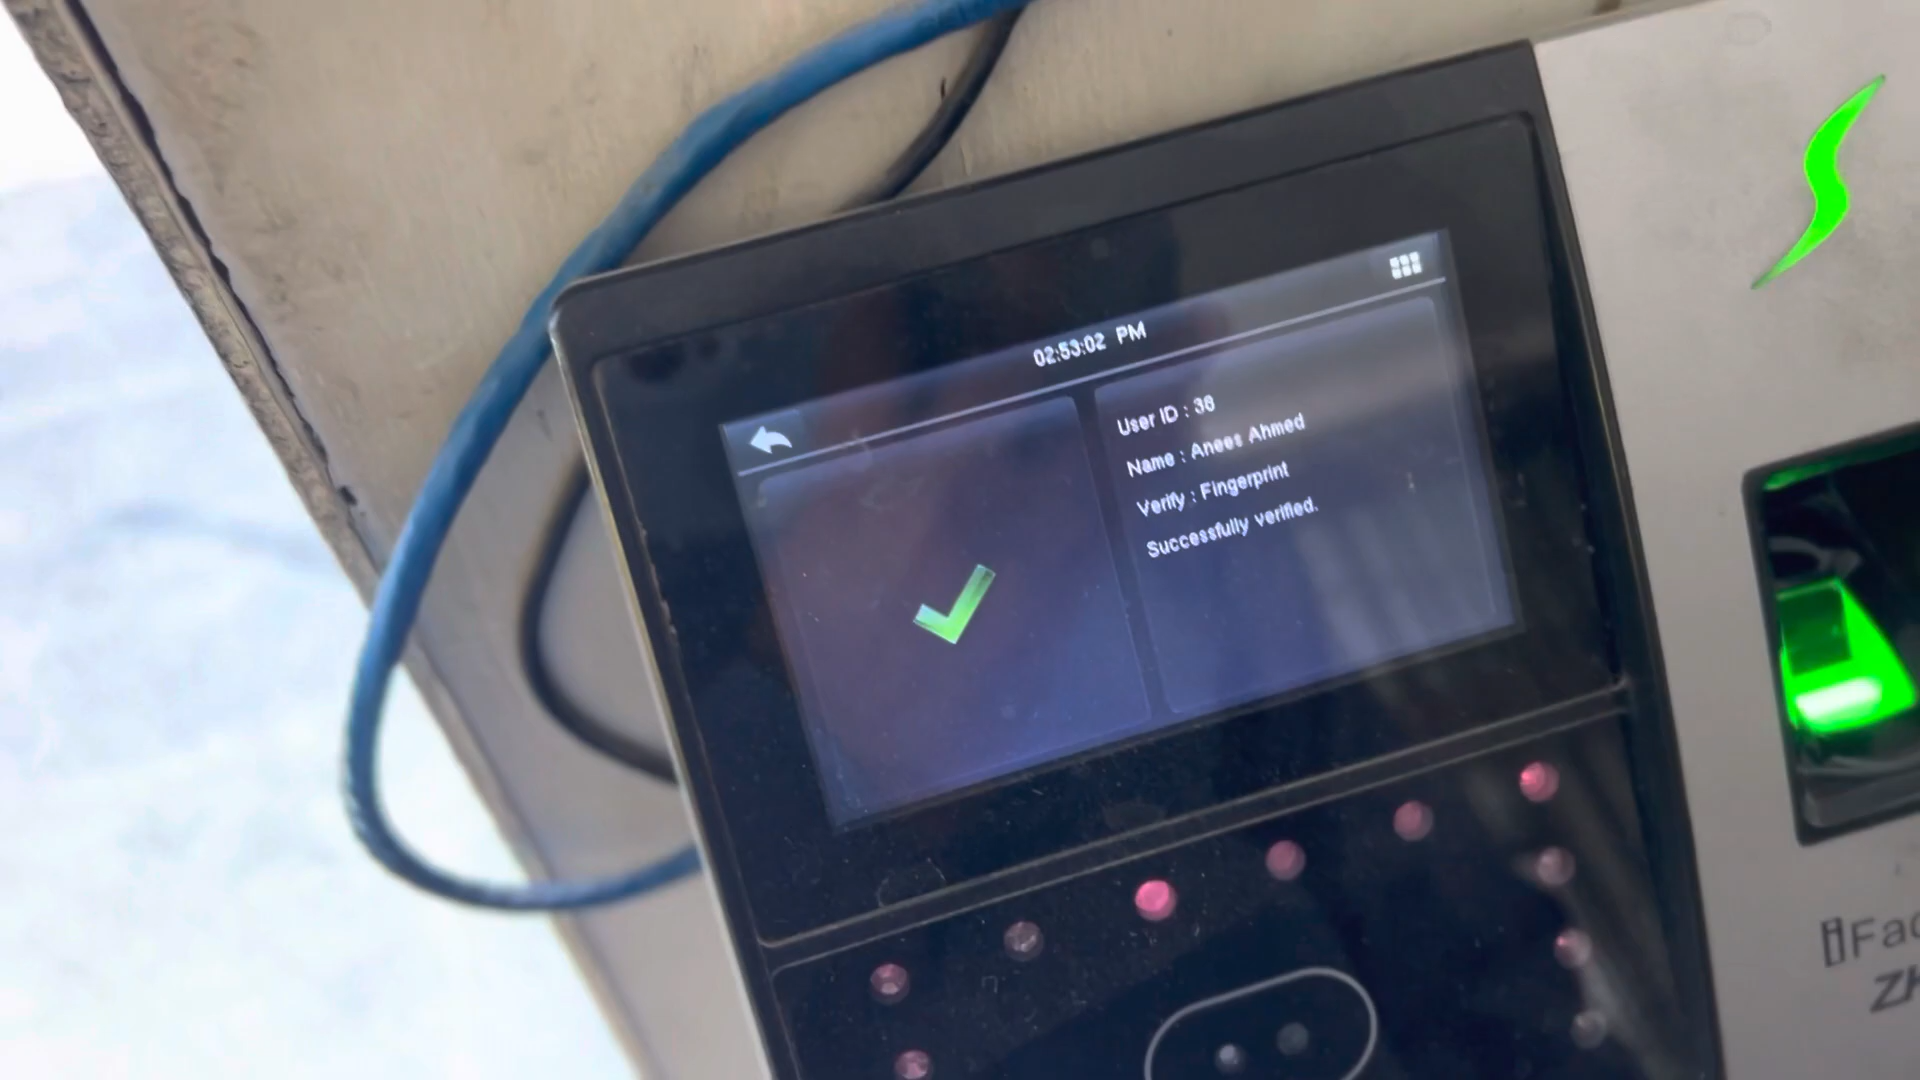 02:53:02 PM
User ID : 36
Name : Anees Ahmed
Verify : Fingerprint
Successfully verified.